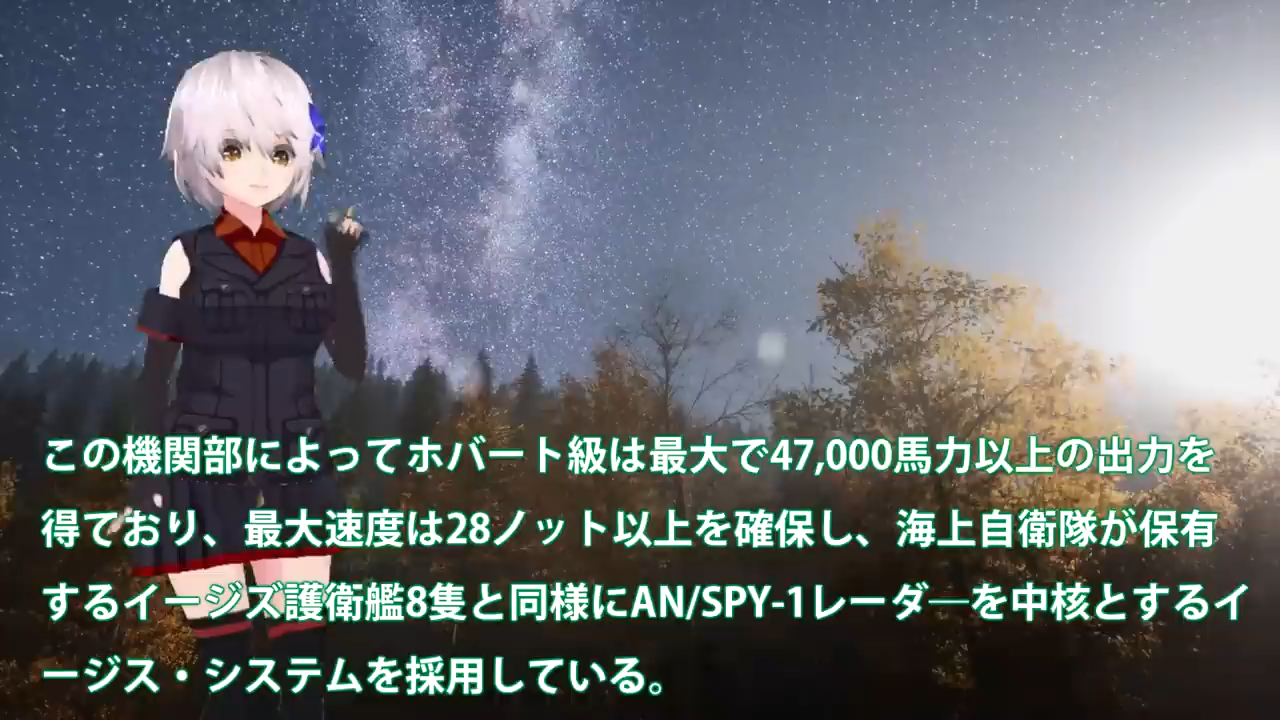 この機関部によってホバート級は最大で47,000馬力以上の出力を
得ており、最大速度は28ノット以上を確保し、海上自衛隊が保有
するイージズ護衛艦8隻と同様にAN/SPY-1レーダ―を中核とするイ
ージス・システムを採用している。